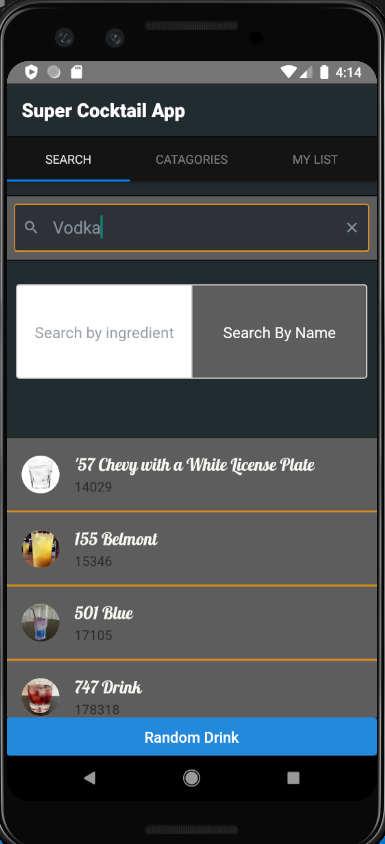 4:14
Super Cocktail App
SEARCH CATAGORIES MY LIST
Vodka
Search by ingredient Search By Name
'57 Chevy with a White License Plate
14029
155 Belmont
15346
501 Blue
17105
747 Drink
178318
Random Drink